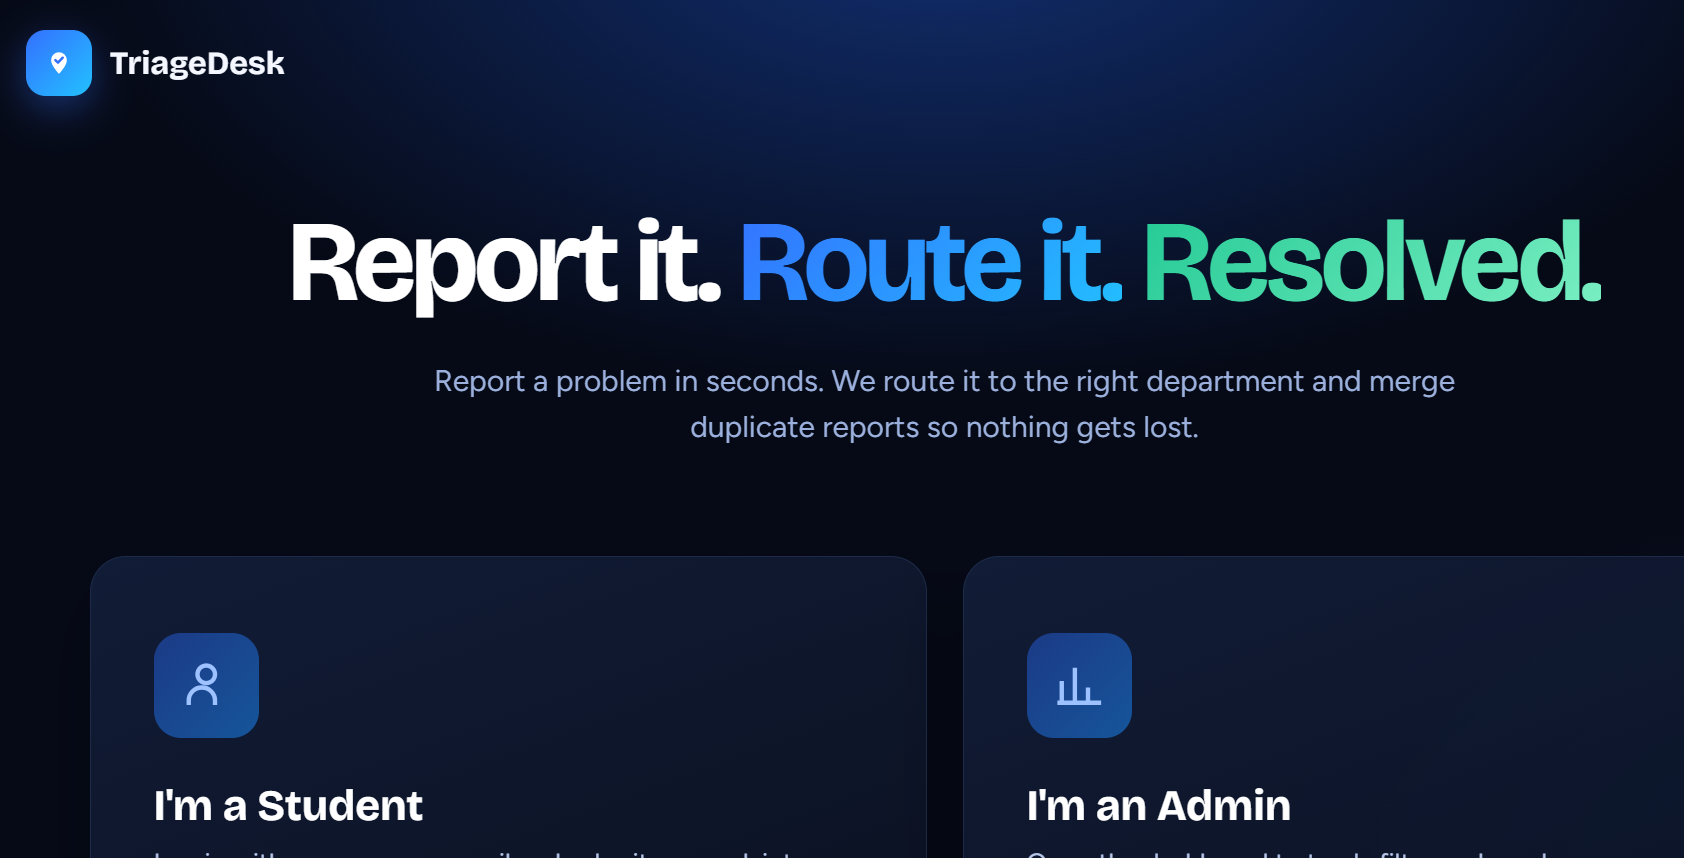 TriageDesk
Report it. Route it. Resolved.
Report a problem in seconds. We route it to the right department and merge
duplicate reports so nothing gets lost.
I'm a Student
I'm an Admin